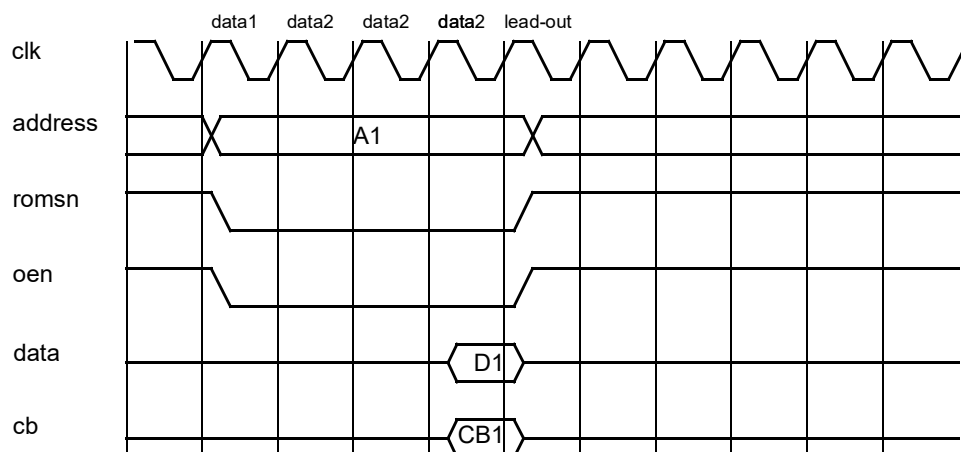 data1 data2 data2 data2 lead-out
clk
address A1
romsn
oen
data D1
cb CB1